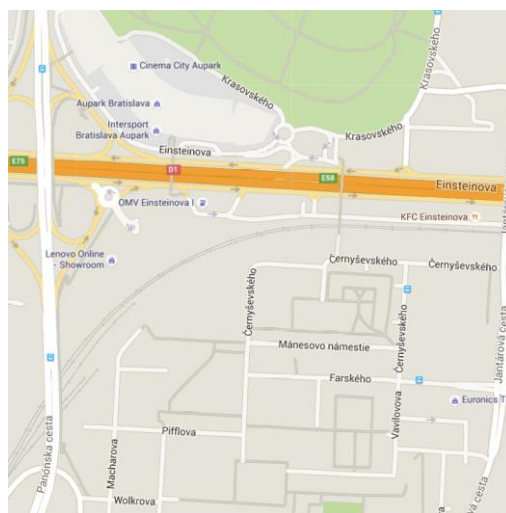 Cinema City Aupark
Krasovského
Krasovského
Aupark Bratislava
Intersport
Bratislava Aupark
Krasovského
Einsteinova
E75
D1
E58
Einsteinova
OMV Einsteinova I
KFC Einsteinova
Jantárová
Lenovo Online
- Showroom
Černyševského
Černyševského
Černyševského
Černyševského
Mánesovo námestie
Jantárová cesta
Farského
Euronics T
Vavilovova
Pifflova
Macharova
Panónska cesta
Wolkrova